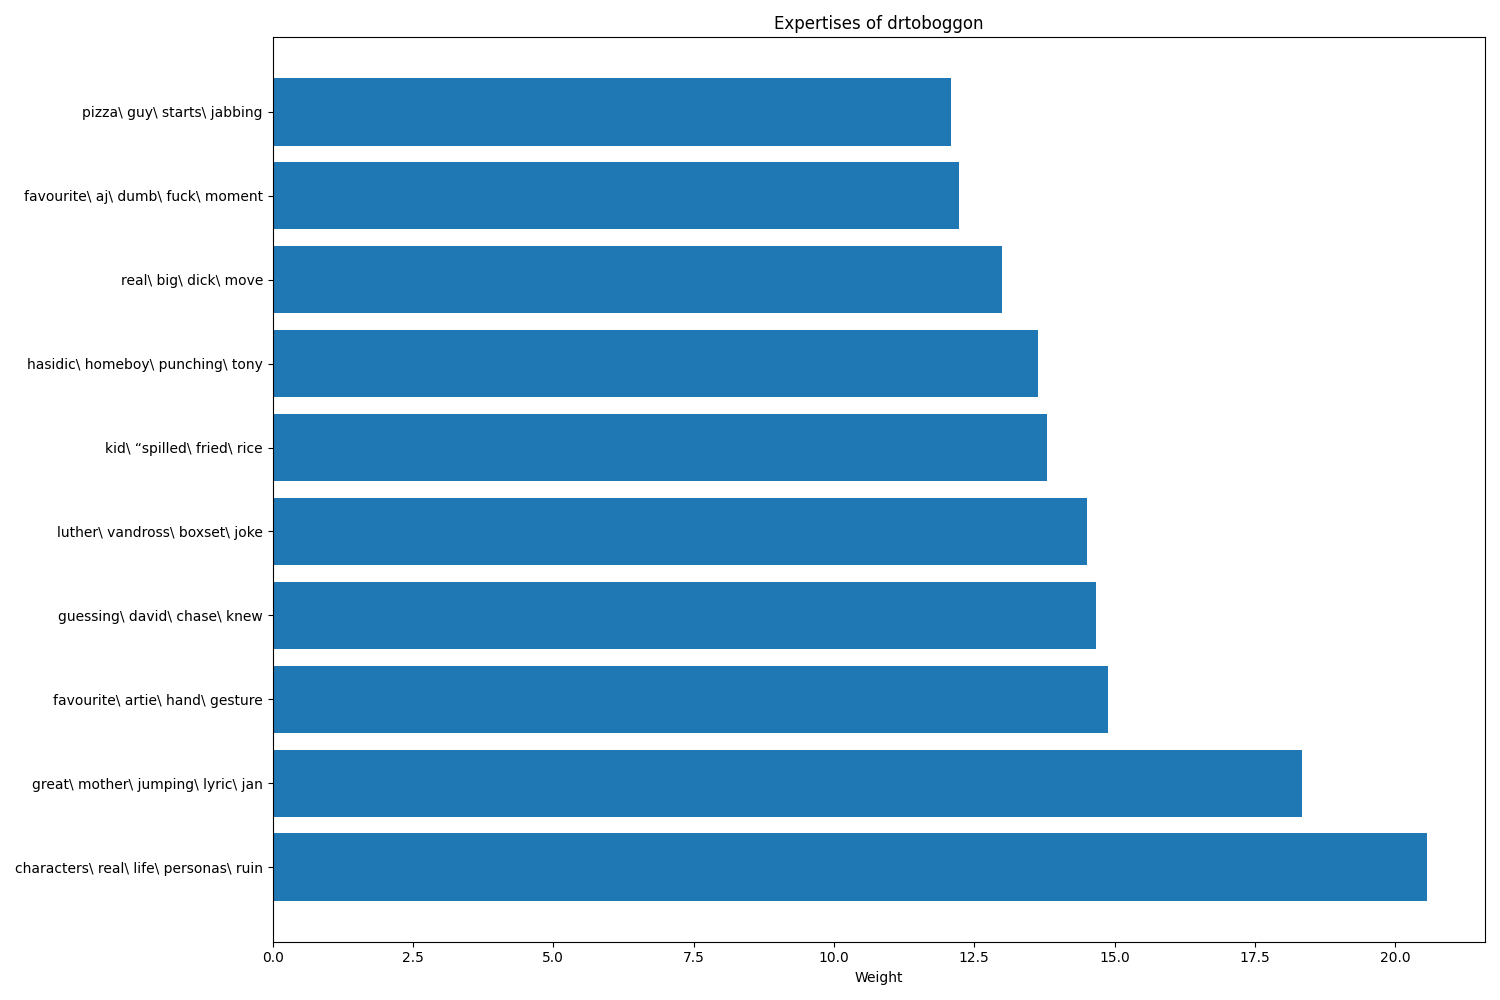 Expertises of drtoboggon
pizza\ guy\ starts\ jabbing
favourite\ aj\ dumb\ fuck\ moment
real\ big\ dick\ move
hasidic\ homeboy\ punching\ tony
kid\ “spilled\ fried\ rice
luther\ vandross\ boxset\ joke
guessing\ david\ chase\ knew
favourite\ artie\ hand\ gesture
great\ mother\ jumping\ lyric\ jan
characters\ real\ life\ personas\ ruin
0.0 2.5 5.0 7.5 10.0 12.5 15.0 17.5 20.0
Weight